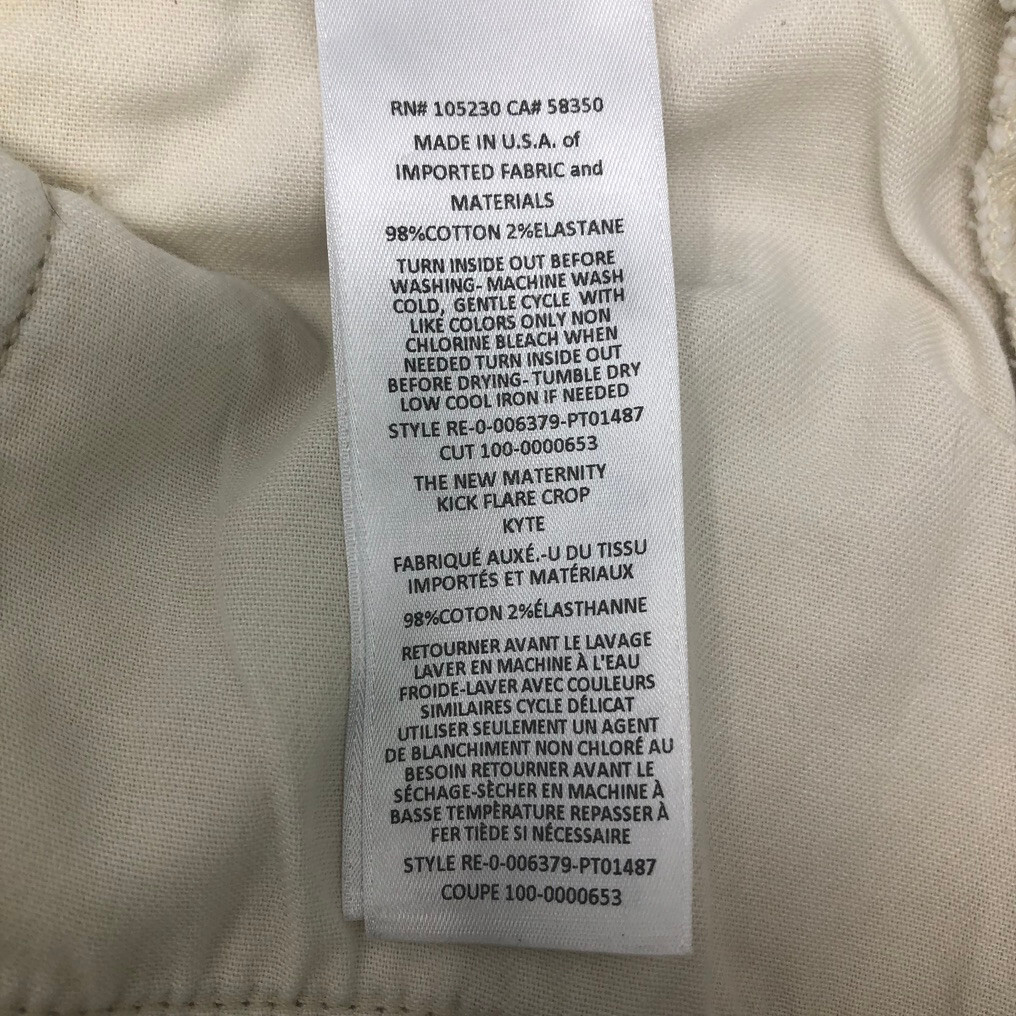 RN# 105230 CA# 58350
MADE IN U.S.A. of
IMPORTED FABRIC and
MATERIALS
98%COTTON 2%ELASTANE
TURN INSIDE OUT BEFORE
WASHING- MACHINE WASH
COLD, GENTLE CYCLE WITH
LIKE COLORS ONLY NON
CHLORINE BLEACH WHEN
NEEDED TURN INSIDE OUT
BEFORE DRYING- TUMBLE DRY
LOW COOL IRON IF NEEDED
STYLE RE-0-006379-PT01487
CUT 100-0000653
THE NEW MATERNITY
KICK FLARE CROP
KYTE
FABRIQUÉ AUXÉ.-U DU TISSU
IMPORTÉS ET MATÉRIAUX
98%COTON 2%ÉLASTHANNE
RETOURNER AVANT LE LAVAGE
LAVER EN MACHINE À L'EAU
FROIDE-LAVER AVEC COULEURS
SIMILAIRES CYCLE DÉLICAT
UTILISER SEULEMENT UN AGENT
DE BLANCHIMENT NON CHLORÉ AU
BESOIN RETOURNER AVANT LE
SÉCHAGE-SÈCHER EN MACHINE À
BASSE TEMPÈRATURE REPASSER À
FER TIÈDE SI NÉCESSAIRE
STYLE RE-0-006379-PT01487
COUPE 100-0000653